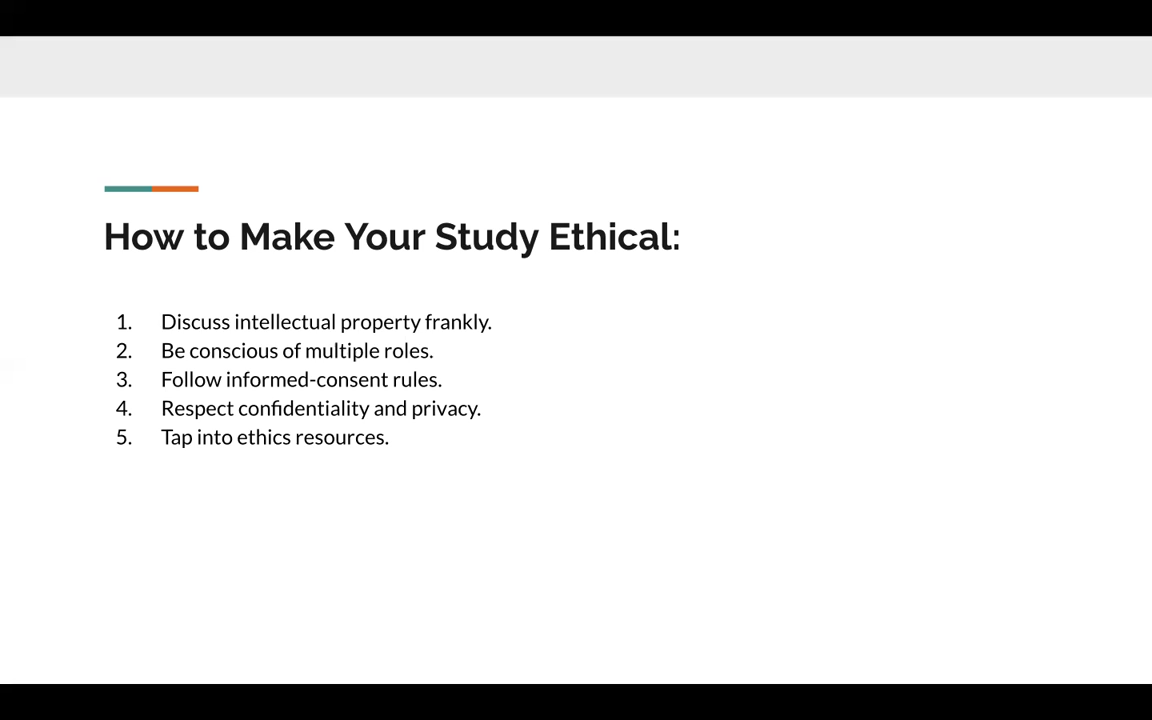 How to Make Your Study Ethical:
1. Discuss intellectual property frankly.
2. Be conscious of multiple roles.
3. Follow informed-consent rules.
4. Respect confidentiality and privacy.
5. Tap into ethics resources.